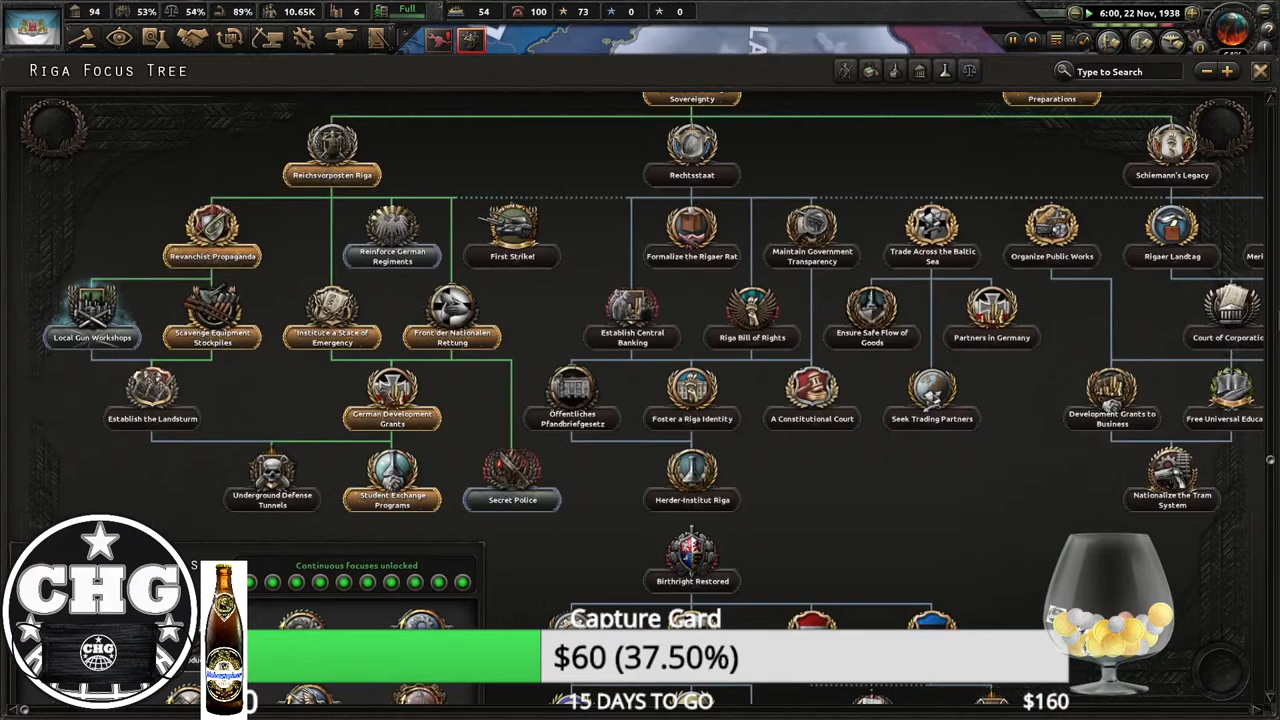 94
53%
54%
89%
10.65K
6
Full
54
100
73
0
0
6:00, 22 Nov, 1938
LA
RIGA FOCUS TREE
Type to Search
Sovereignty
Preparations
Reichsvorposten Riga
Rechtsstaat
Schiemann's Legacy
Revanchist Propaganda
Reinforce German
Regiments
First Strike!
Formalize the Rigaer Rat
Maintain Government
Transparency
Trade Across the Baltic
Sea
Organize Public Works
Rigaer Landtag
Meri
Local Gun Workshops
Scavenge Equipment
Stockpiles
Institute a State of
Emergency
Front der Nationalen
Rettung
Establish Central
Banking
Riga Bill of Rights
Ensure Safe Flow of
Goods
Partners in Germany
Court of Corporatio
Establish the Landsturm
German Development
Grants
Öffentliches
Pfandbriefgesetz
Foster a Riga Identity
A Constitutional Court
Seek Trading Partners
Development Grants to
Business
Free Universal Educa
Underground Defense
Tunnels
Student Exchange
Programs
Secret Police
Herder-Institut Riga
Nationalize the Tram
System
Continuous focuses unlocked
Birthright Restored
CHG
CHG
Capture Card
$60 (37.50%)
15 DAYS TO GO
$160